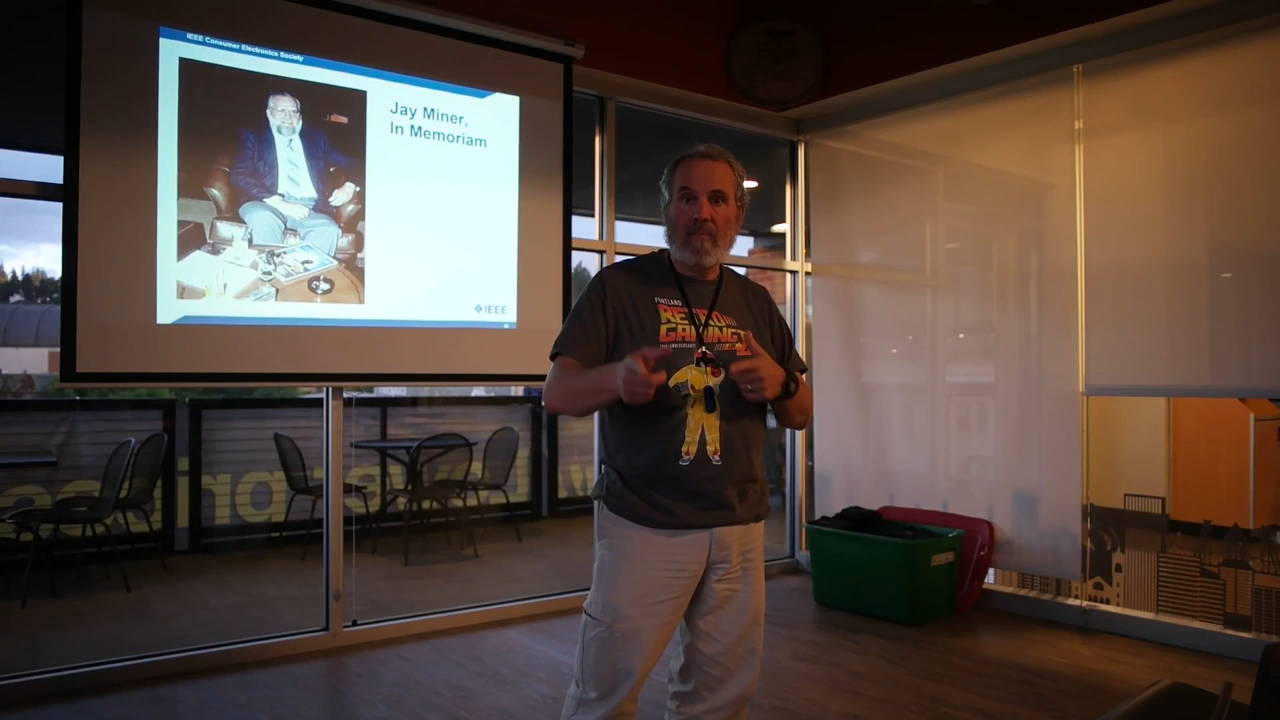 IEEE Consumer Electronics Society
Jay Miner,
In Memoriam
IEEE
PORTLAND
RETRO
GAMING